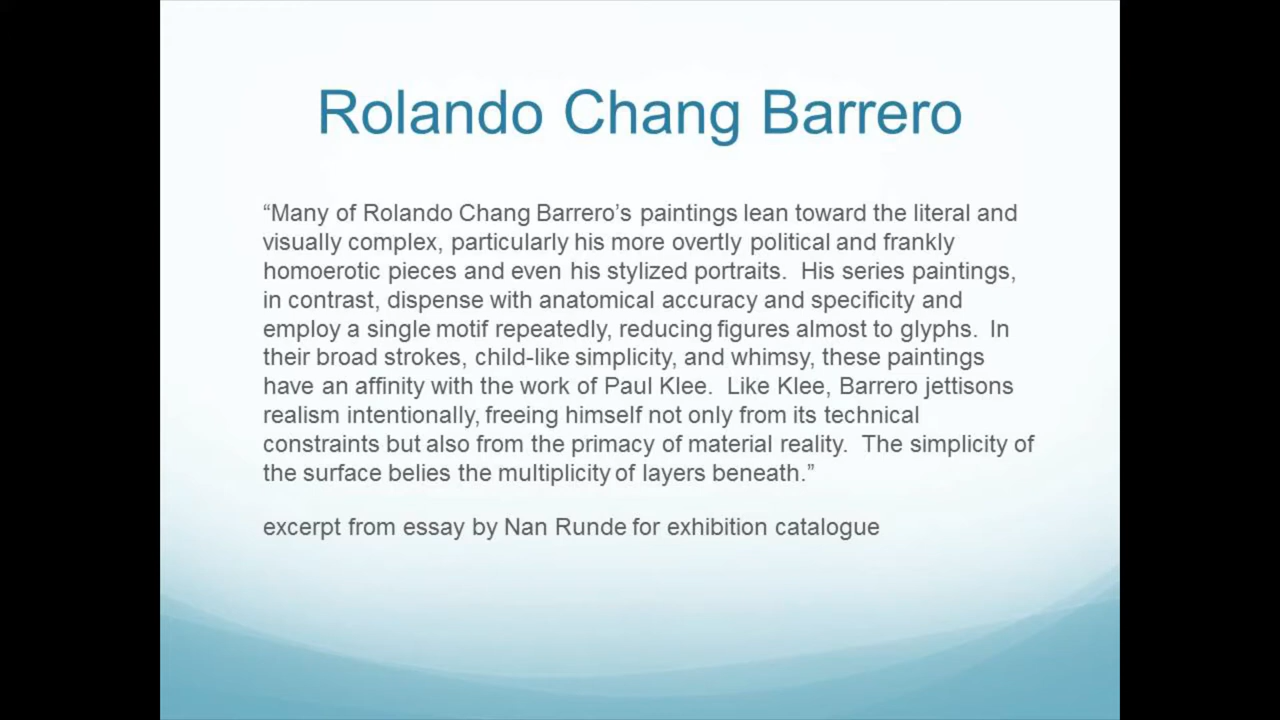 Rolando Chang Barrero
“Many of Rolando Chang Barrero’s paintings lean toward the literal and
visually complex, particularly his more overtly political and frankly
homoerotic pieces and even his stylized portraits.  His series paintings,
in contrast, dispense with anatomical accuracy and specificity and
employ a single motif repeatedly, reducing figures almost to glyphs.  In
their broad strokes, child-like simplicity, and whimsy, these paintings
have an affinity with the work of Paul Klee.  Like Klee, Barrero jettisons
realism intentionally, freeing himself not only from its technical
constraints but also from the primacy of material reality.  The simplicity of
the surface belies the multiplicity of layers beneath.”
excerpt from essay by Nan Runde for exhibition catalogue